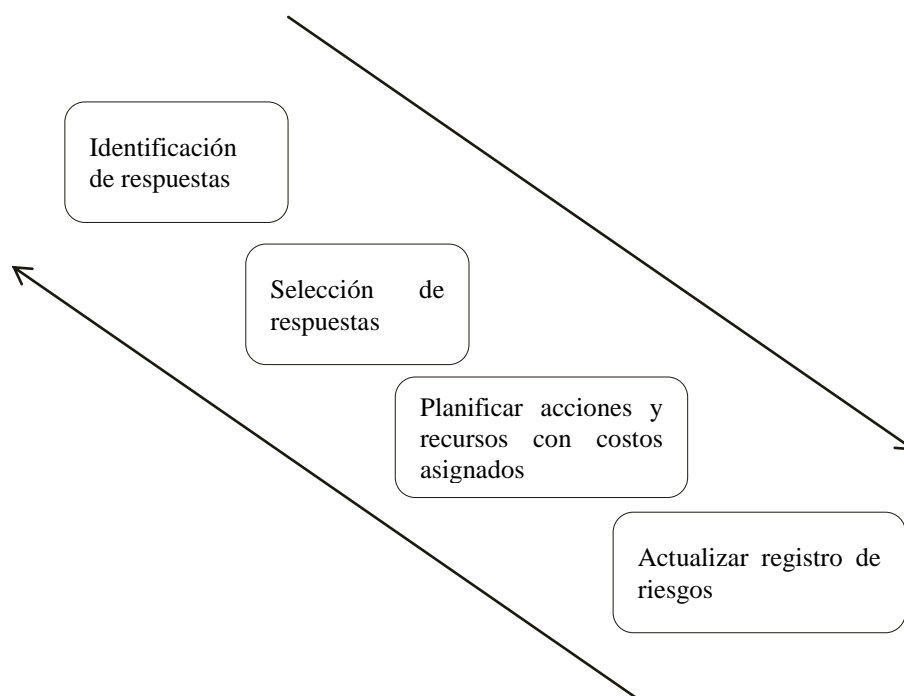 Identificación
de respuestas
Selección de
respuestas
Planificar acciones y
recursos con costos
asignados
Actualizar registro de
riesgos